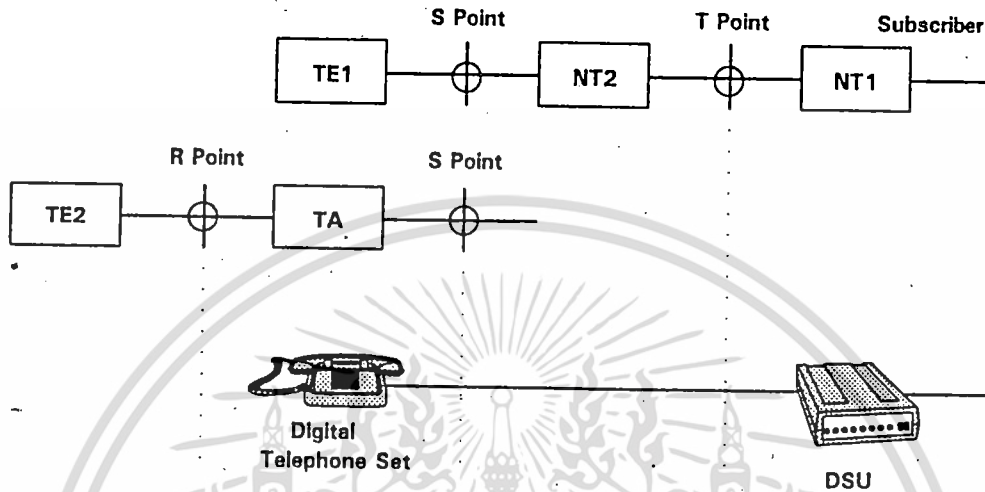 S Point
T Point
Subscriber
TE1
NT2
NT1
R Point
S Point
TE2
TA
Digital
Telephone Set
DSU